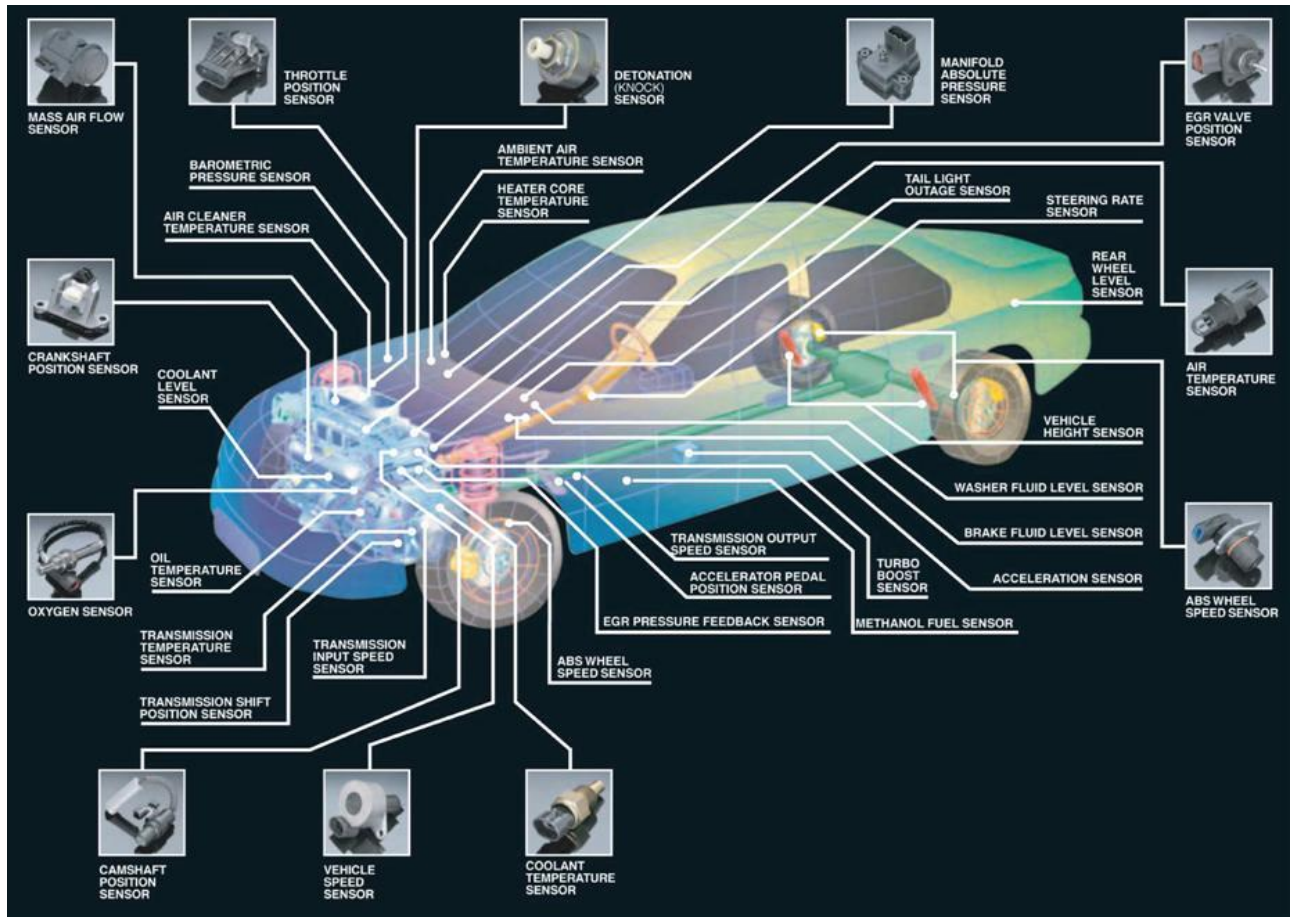 THROTTLE
POSITION
SENSOR
DETONATION
(KNOCK)
SENSOR
MANIFOLD
ABSOLUTE
PRESSURE
SENSOR
MASS AIR FLOW
SENSOR
EGR VALVE
POSITION
SENSOR
BAROMETRIC
PRESSURE SENSOR
AMBIENT AIR
TEMPERATURE SENSOR
TAIL LIGHT
OUTAGE SENSOR
HEATER CORE
TEMPERATURE
SENSOR
STEERING RATE
SENSOR
AIR CLEANER
TEMPERATURE SENSOR
REAR
WHEEL
LEVEL
SENSOR
CRANKSHAFT
POSITION SENSOR
AIR
TEMPERATURE
SENSOR
COOLANT
LEVEL
SENSOR
VEHICLE
HEIGHT SENSOR
WASHER FLUID LEVEL SENSOR
BRAKE FLUID LEVEL SENSOR
TRANSMISSION OUTPUT
SPEED SENSOR
OIL
TEMPERATURE
SENSOR
TURBO
BOOST
SENSOR
ACCELERATION SENSOR
ACCELERATOR PEDAL
POSITION SENSOR
OXYGEN SENSOR
ABS WHEEL
SPEED SENSOR
EGR PRESSURE FEEDBACK SENSOR
METHANOL FUEL SENSOR
TRANSMISSION
TEMPERATURE
SENSOR
TRANSMISSION
INPUT SPEED
SENSOR
ABS WHEEL
SPEED SENSOR
TRANSMISSION SHIFT
POSITION SENSOR
CAMSHAFT
POSITION
SENSOR
VEHICLE
SPEED
SENSOR
COOLANT
TEMPERATURE
SENSOR